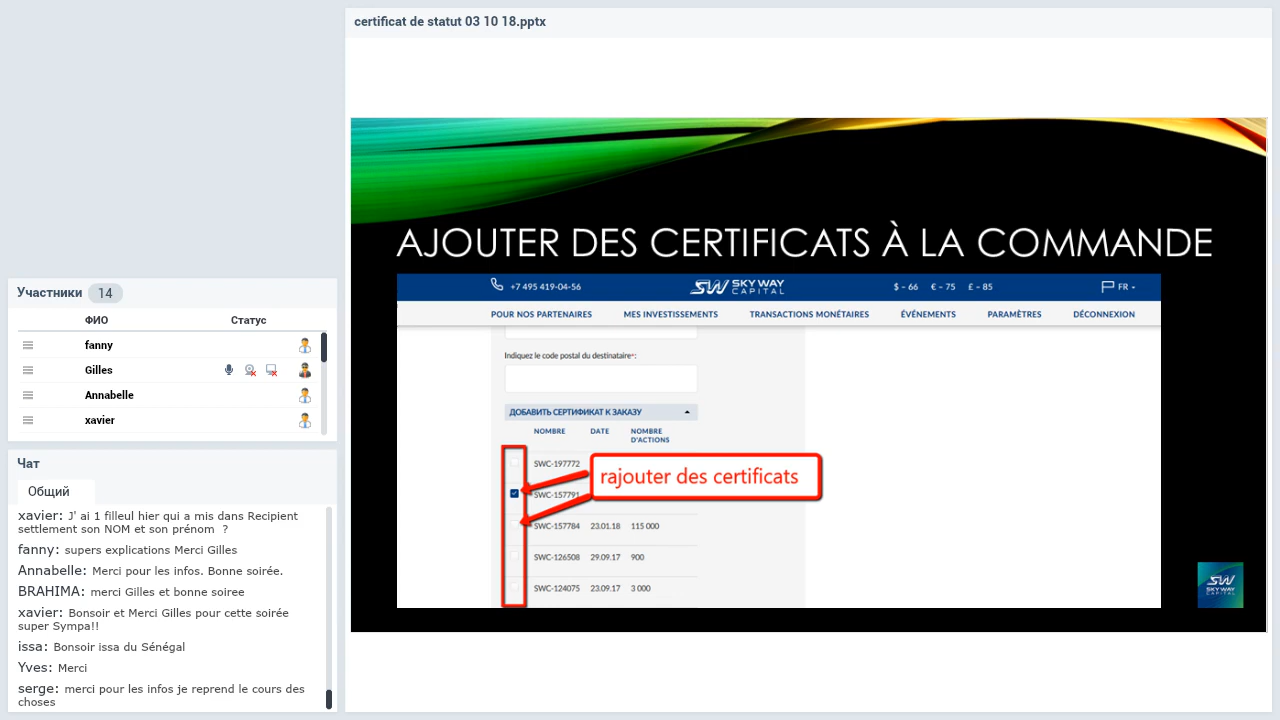 certificat de statut 03 10 18.pptx
AJOUTER DES CERTIFICATS À LA COMMANDE
+7 495 419-04-56
SKY WAY
CAPITAL
$ – 66 € – 75 £ – 85
FR
POUR NOS PARTENAIRES MES INVESTISSEMENTS TRANSACTIONS MONÉTAIRES ÉVÉNEMENTS PARAMÈTRES DÉCONNEXION
Indiquez le code postal du destinataire*:
ДОБАВИТЬ СЕРТИФИКАТ К ЗАКАЗУ
NOMBRE DATE NOMBRE
D'ACTIONS
SWC-197772
rajouter des certificats
SWC-157791
SWC-157784 23.01.18 115 000
SWC-126508 29.09.17 900
SWC-124075 23.09.17 3 000
SW
SKY WAY
CAPITAL
Участники 14
ФИО Статус
fanny
Gilles
Annabelle
xavier
Чат
Общий
xavier: J' ai 1 filleul hier qui a mis dans Recipient
settlement son NOM et son prénom ?
fanny: supers explications Merci Gilles
Annabelle: Merci pour les infos. Bonne soirée.
BRAHIMA: merci Gilles et bonne soiree
xavier: Bonsoir et Merci Gilles pour cette soirée
super Sympa!!
issa: Bonsoir issa du Sénégal
Yves: Merci
serge: merci pour les infos je reprend le cours des
choses